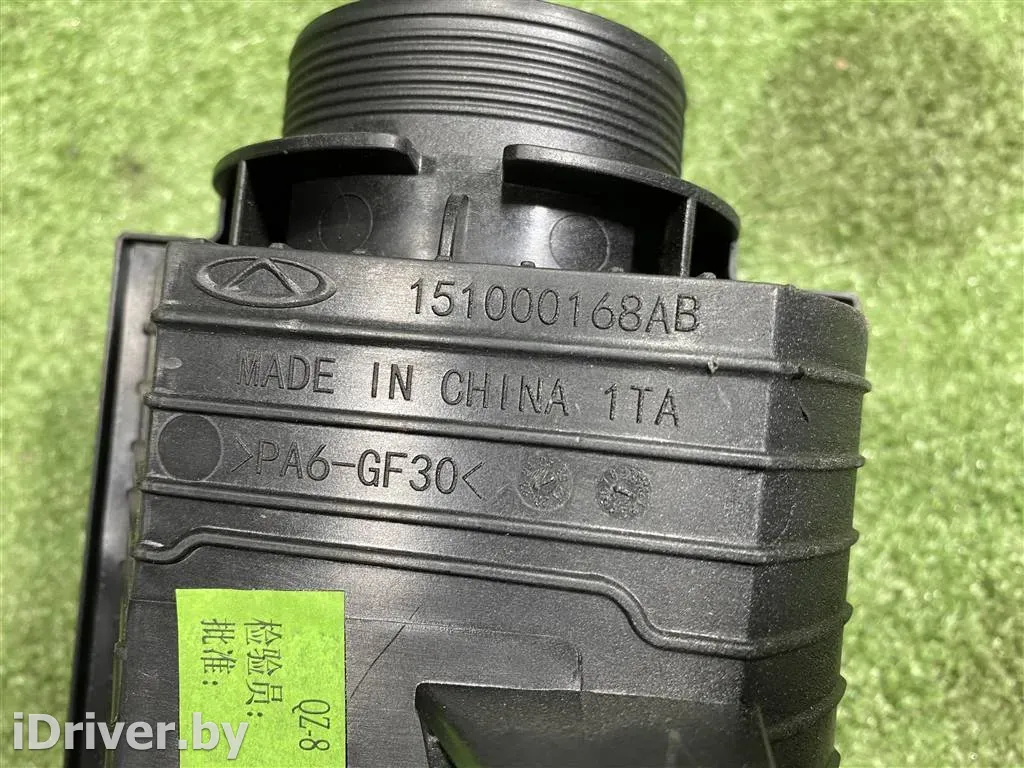 151000168AB
MADE IN CHINA 1TA
>PA6-GF30<
QZ-8
检验员:
批准:
iDriver.by